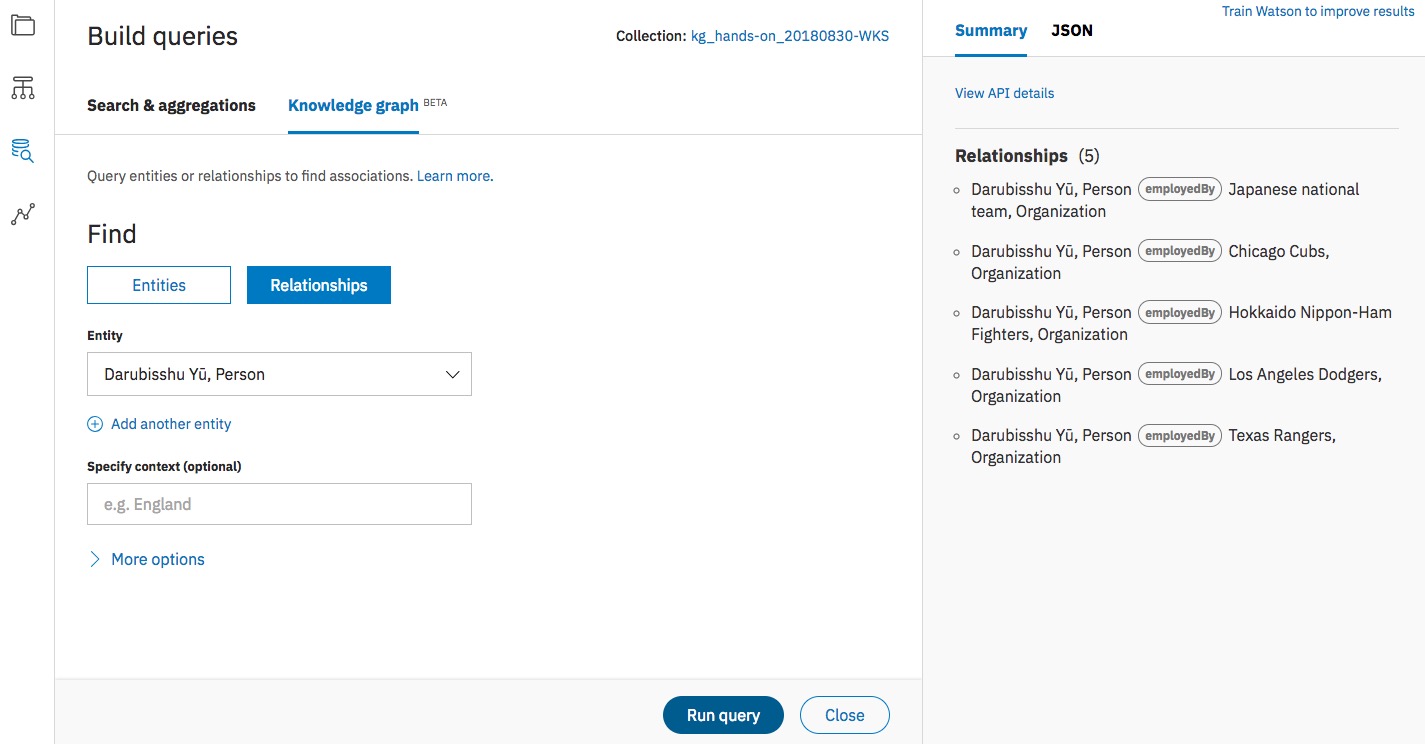 Build queries
Collection: kg_hands-on_20180830-WKS
Search & aggregations
Knowledge graph BETA
Query entities or relationships to find associations. Learn more.
Find
Entities
Relationships
Entity
Darubisshu Yū, Person
Add another entity
Specify context (optional)
e.g. England
More options
Run query
Close
Train Watson to improve results
Summary
JSON
View API details
Relationships (5)
Darubisshu Yū, Person employedBy Japanese national
team, Organization
Darubisshu Yū, Person employedBy Chicago Cubs,
Organization
Darubisshu Yū, Person employedBy Hokkaido Nippon-Ham
Fighters, Organization
Darubisshu Yū, Person employedBy Los Angeles Dodgers,
Organization
Darubisshu Yū, Person employedBy Texas Rangers,
Organization